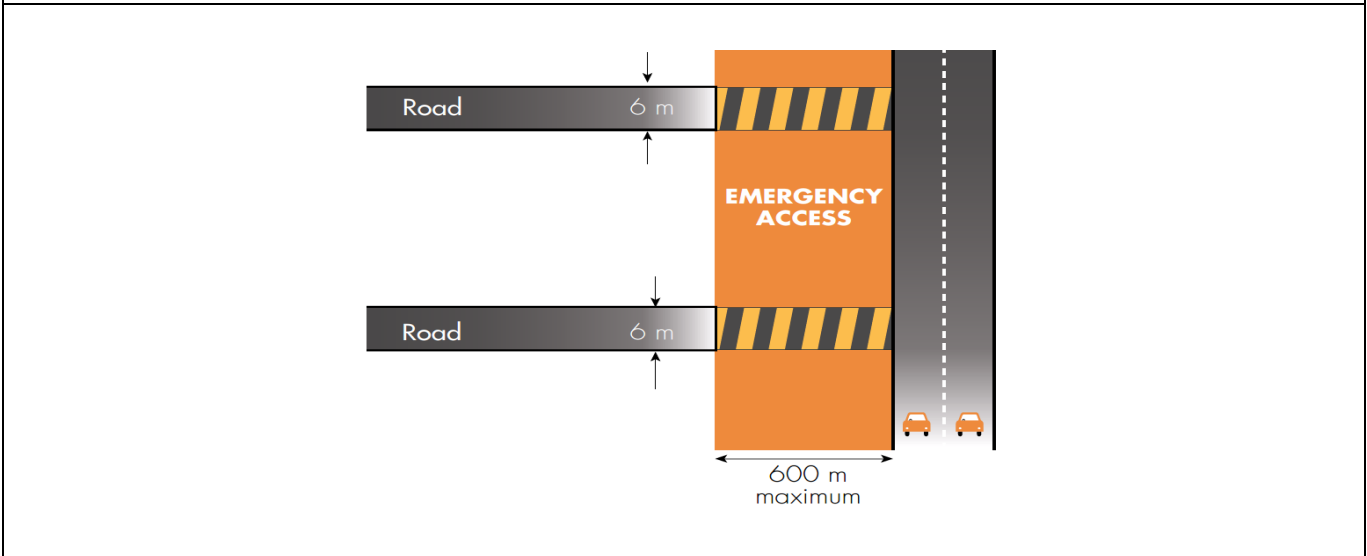 Road 6 m
EMERGENCY
ACCESS
Road 6 m
600 m
maximum